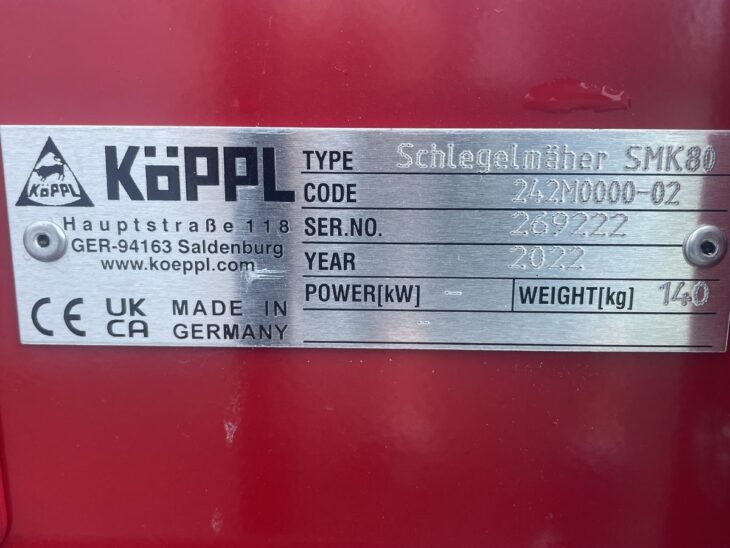 KÖPPL
KÖPPL
Hauptstraße 118
GER-94163 Saldenburg
www.koeppl.com
CE UK CA MADE IN GERMANY
TYPE Schlegelmäher SMK80
CODE 242M0000-02
SER.NO. 269222
YEAR 2022
POWER[kW] - WEIGHT[kg] 140